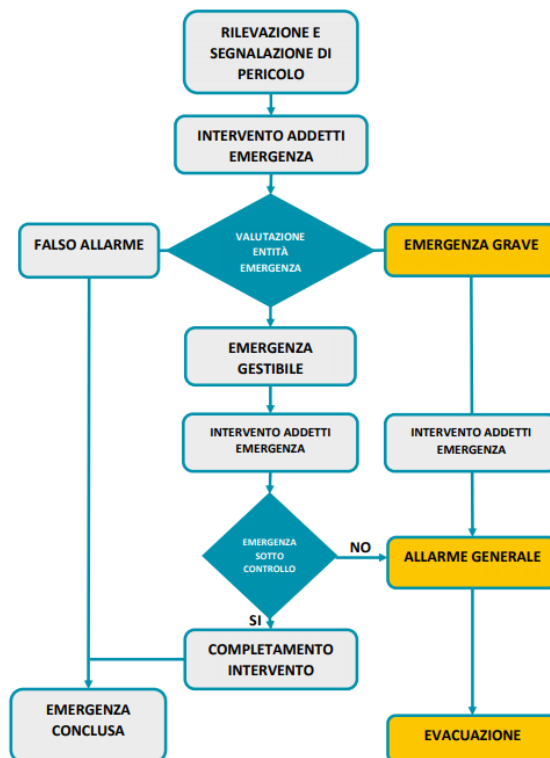 RILEVAZIONE E
SEGNALAZIONE DI
PERICOLO
INTERVENTO ADDETTI
EMERGENZA
FALSO ALLARME
VALUTAZIONE
ENTITÀ
EMERGENZA
EMERGENZA GRAVE
EMERGENZA
GESTIBILE
INTERVENTO ADDETTI
EMERGENZA
INTERVENTO ADDETTI
EMERGENZA
EMERGENZA
SOTTO
CONTROLLO
NO
ALLARME GENERALE
SI
COMPLETAMENTO
INTERVENTO
EMERGENZA
CONCLUSA
EVACUAZIONE